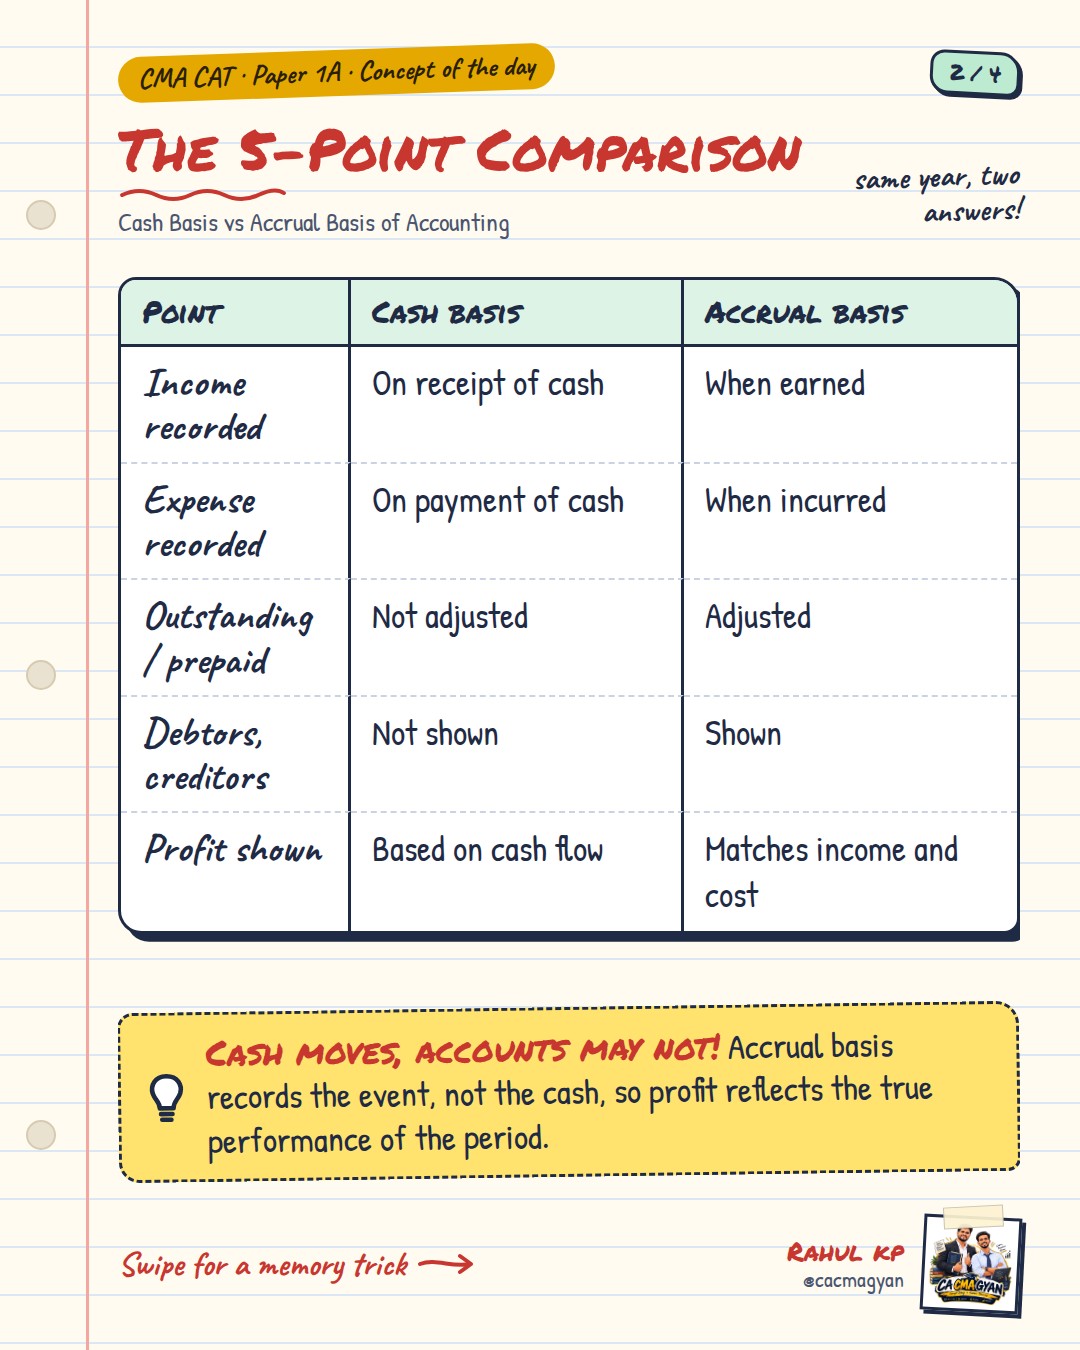 CMA CAT · Paper 1A · Concept of the day
2 / 4
The 5-Point Comparison
same year, two
answers!
Cash Basis vs Accrual Basis of Accounting
Point Cash basis Accrual basis
Income On receipt of cash When earned
recorded
Expense On payment of cash When incurred
recorded
Outstanding Not adjusted Adjusted
/ prepaid
Debtors, Not shown Shown
creditors
Profit shown Based on cash flow Matches income and
cost
Cash moves, accounts may not! Accrual basis
records the event, not the cash, so profit reflects the true
performance of the period.
Swipe for a memory trick
Rahul KP
@cacmagyan
CA CMA GYAN